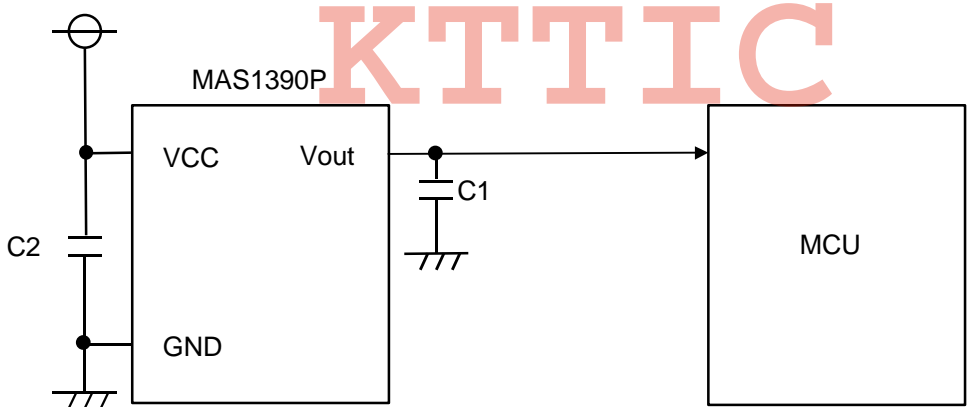 KTTIC
MAS1390P
VCC
Vout
C1
C2
MCU
GND